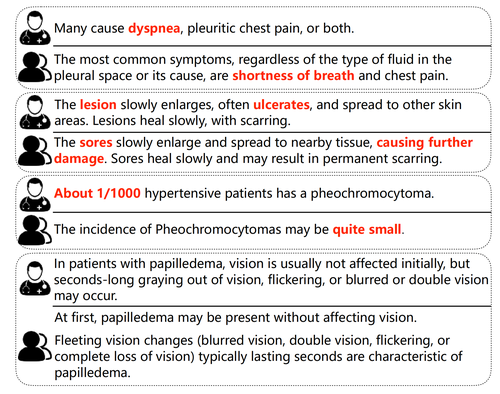 Many cause dyspnea, pleuritic chest pain, or both.
The most common symptoms, regardless of the type of fluid in the
pleural space or its cause, are shortness of breath and chest pain.
The lesion slowly enlarges, often ulcerates, and spread to other skin
areas. Lesions heal slowly, with scarring.
The sores slowly enlarge and spread to nearby tissue, causing further
damage. Sores heal slowly and may result in permanent scarring.
About 1/1000 hypertensive patients has a pheochromocytoma.
The incidence of Pheochromocytomas may be quite small.
In patients with papilledema, vision is usually not affected initially, but
seconds-long graying out of vision, flickering, or blurred or double vision
may occur.
At first, papilledema may be present without affecting vision.
Fleeting vision changes (blurred vision, double vision, flickering, or
complete loss of vision) typically lasting seconds are characteristic of
papilledema.